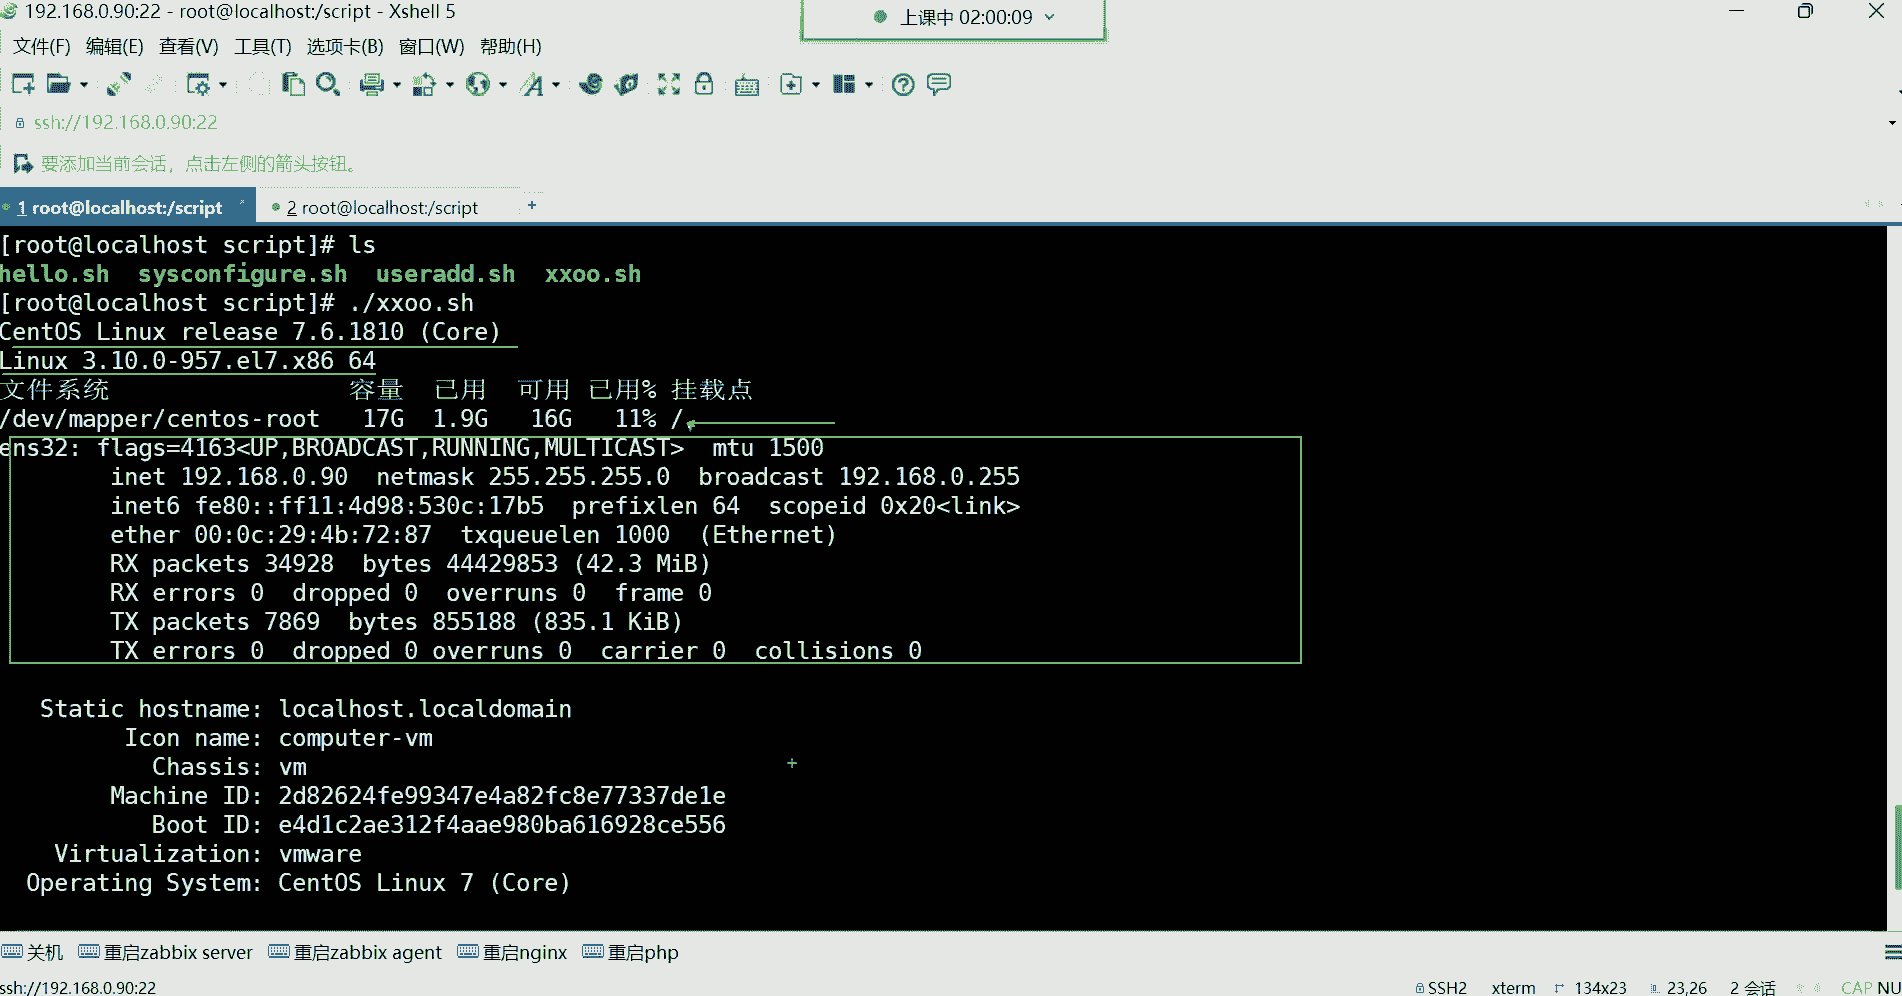 192.168.0.90:22 - root@localhost:/script - Xshell 5
上课中 02:00:09
文件(F) 编辑(E) 查看(V) 工具(T) 选项卡(B) 窗口(W) 帮助(H)
ssh://192.168.0.90:22
要添加当前会话，点击左侧的箭头按钮。
1 root@localhost:/script
2 root@localhost:/script
[root@localhost script]# ls
hello.sh  sysconfigure.sh  useradd.sh  xxoo.sh
[root@localhost script]# ./xxoo.sh
CentOS Linux release 7.6.1810 (Core)
Linux 3.10.0-957.el7.x86_64
文件系统 容量 已用 可用 已用% 挂载点
/dev/mapper/centos-root 17G 1.9G 16G 11% /
ens32: flags=4163<UP,BROADCAST,RUNNING,MULTICAST>  mtu 1500
inet 192.168.0.90  netmask 255.255.255.0  broadcast 192.168.0.255
inet6 fe80::ff11:4d98:530c:17b5  prefixlen 64  scopeid 0x20<link>
ether 00:0c:29:4b:72:87  txqueuelen 1000  (Ethernet)
RX packets 34928  bytes 44429853 (42.3 MiB)
RX errors 0  dropped 0  overruns 0  frame 0
TX packets 7869  bytes 855188 (835.1 KiB)
TX errors 0  dropped 0 overruns 0  carrier 0  collisions 0
Static hostname: localhost.localdomain
Icon name: computer-vm
Chassis: vm
Machine ID: 2d82624fe99347e4a82fc8e77337de1e
Boot ID: e4d1c2ae312f4aae980ba616928ce556
Virtualization: vmware
Operating System: CentOS Linux 7 (Core)
关机 重启zabbix server 重启zabbix agent 重启nginx 重启php
ssh://192.168.0.90:22 SSH2 xterm 134x23 23,26 2 会话 CAP NU